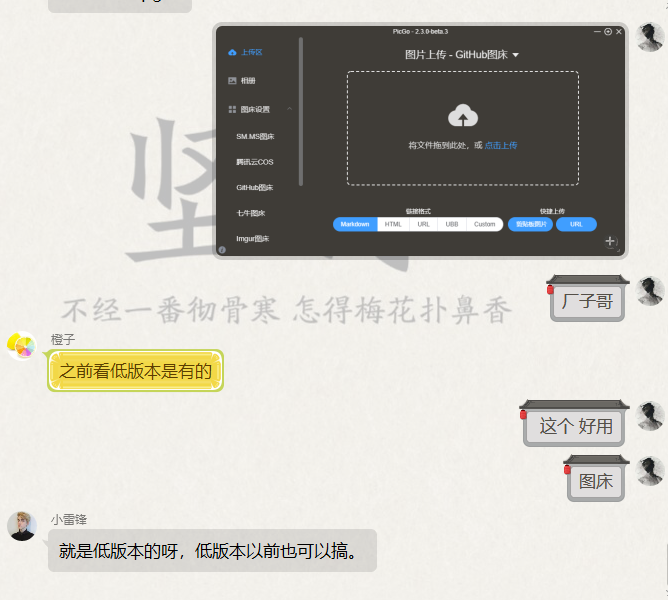 PicGo - 2.3.0-beta.3
上传区
图片上传 - GitHub图床
相册
图床设置
SM.MS图床
将文件拖到此处，或 点击上传
腾讯云COS
GitHub图床
七牛图床
链接格式
快捷上传
Markdown
HTML
URL
UBB
Custom
剪贴板图片
URL
Imgur图床
坚
不经一番彻骨寒 怎得梅花扑鼻香
厂子哥
橙子
之前看低版本是有的
这个 好用
图床
小雷锋
就是低版本的呀，低版本以前也可以搞。